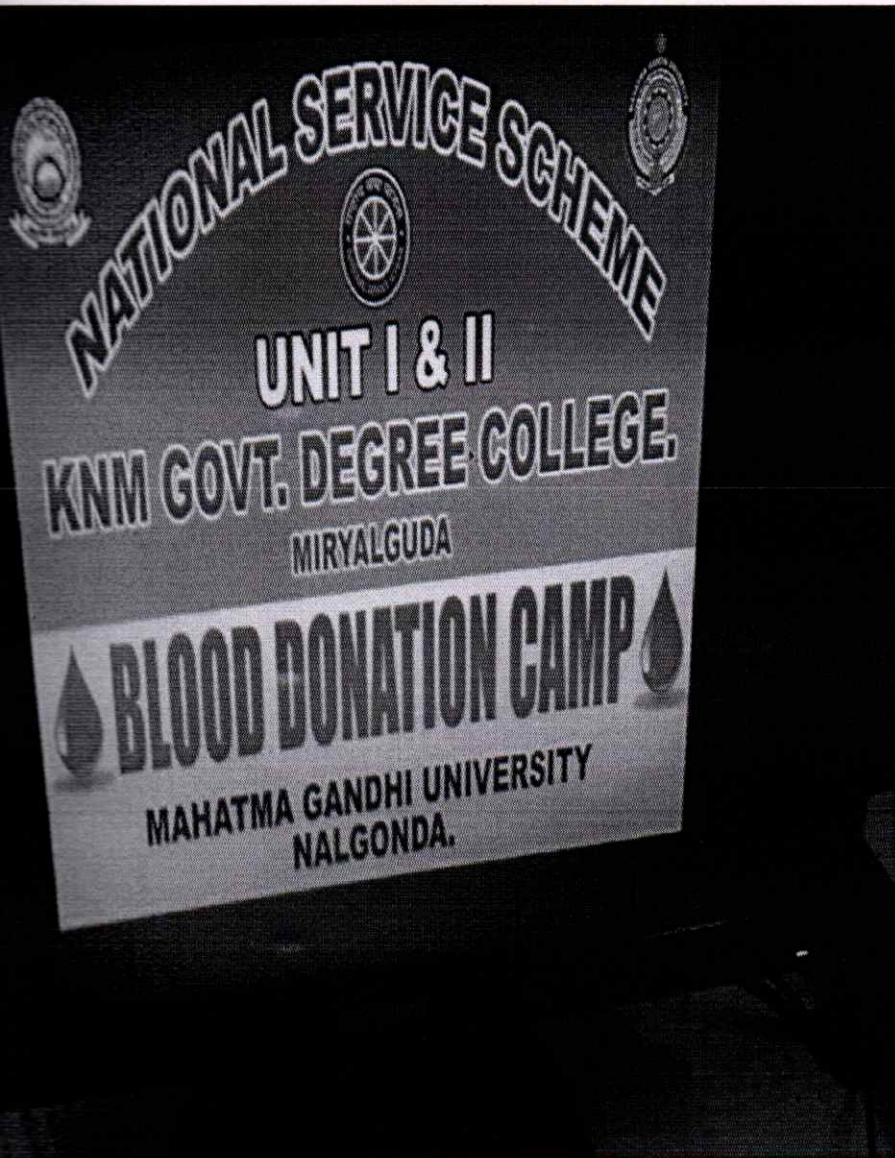 NATIONAL SERVICE SCHEME
UNIT I & II
KNM GOVT. DEGREE COLLEGE.
MIRYALGUDA
BLOOD DONATION CAMP
MAHATMA GANDHI UNIVERSITY
NALGONDA.